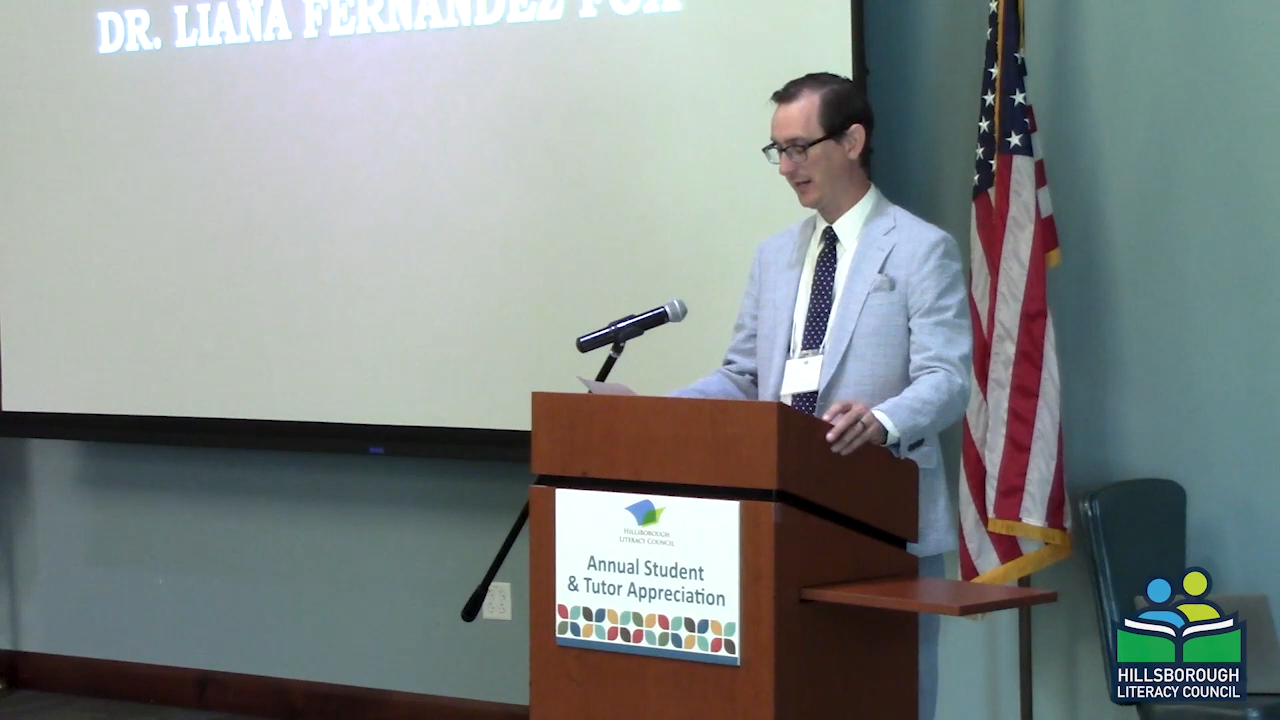 DR. LIANA FERNANDEZ FOX
HILLSBOROUGH
LITERACY COUNCIL
Annual Student
& Tutor Appreciation
HILLSBOROUGH
LITERACY COUNCIL